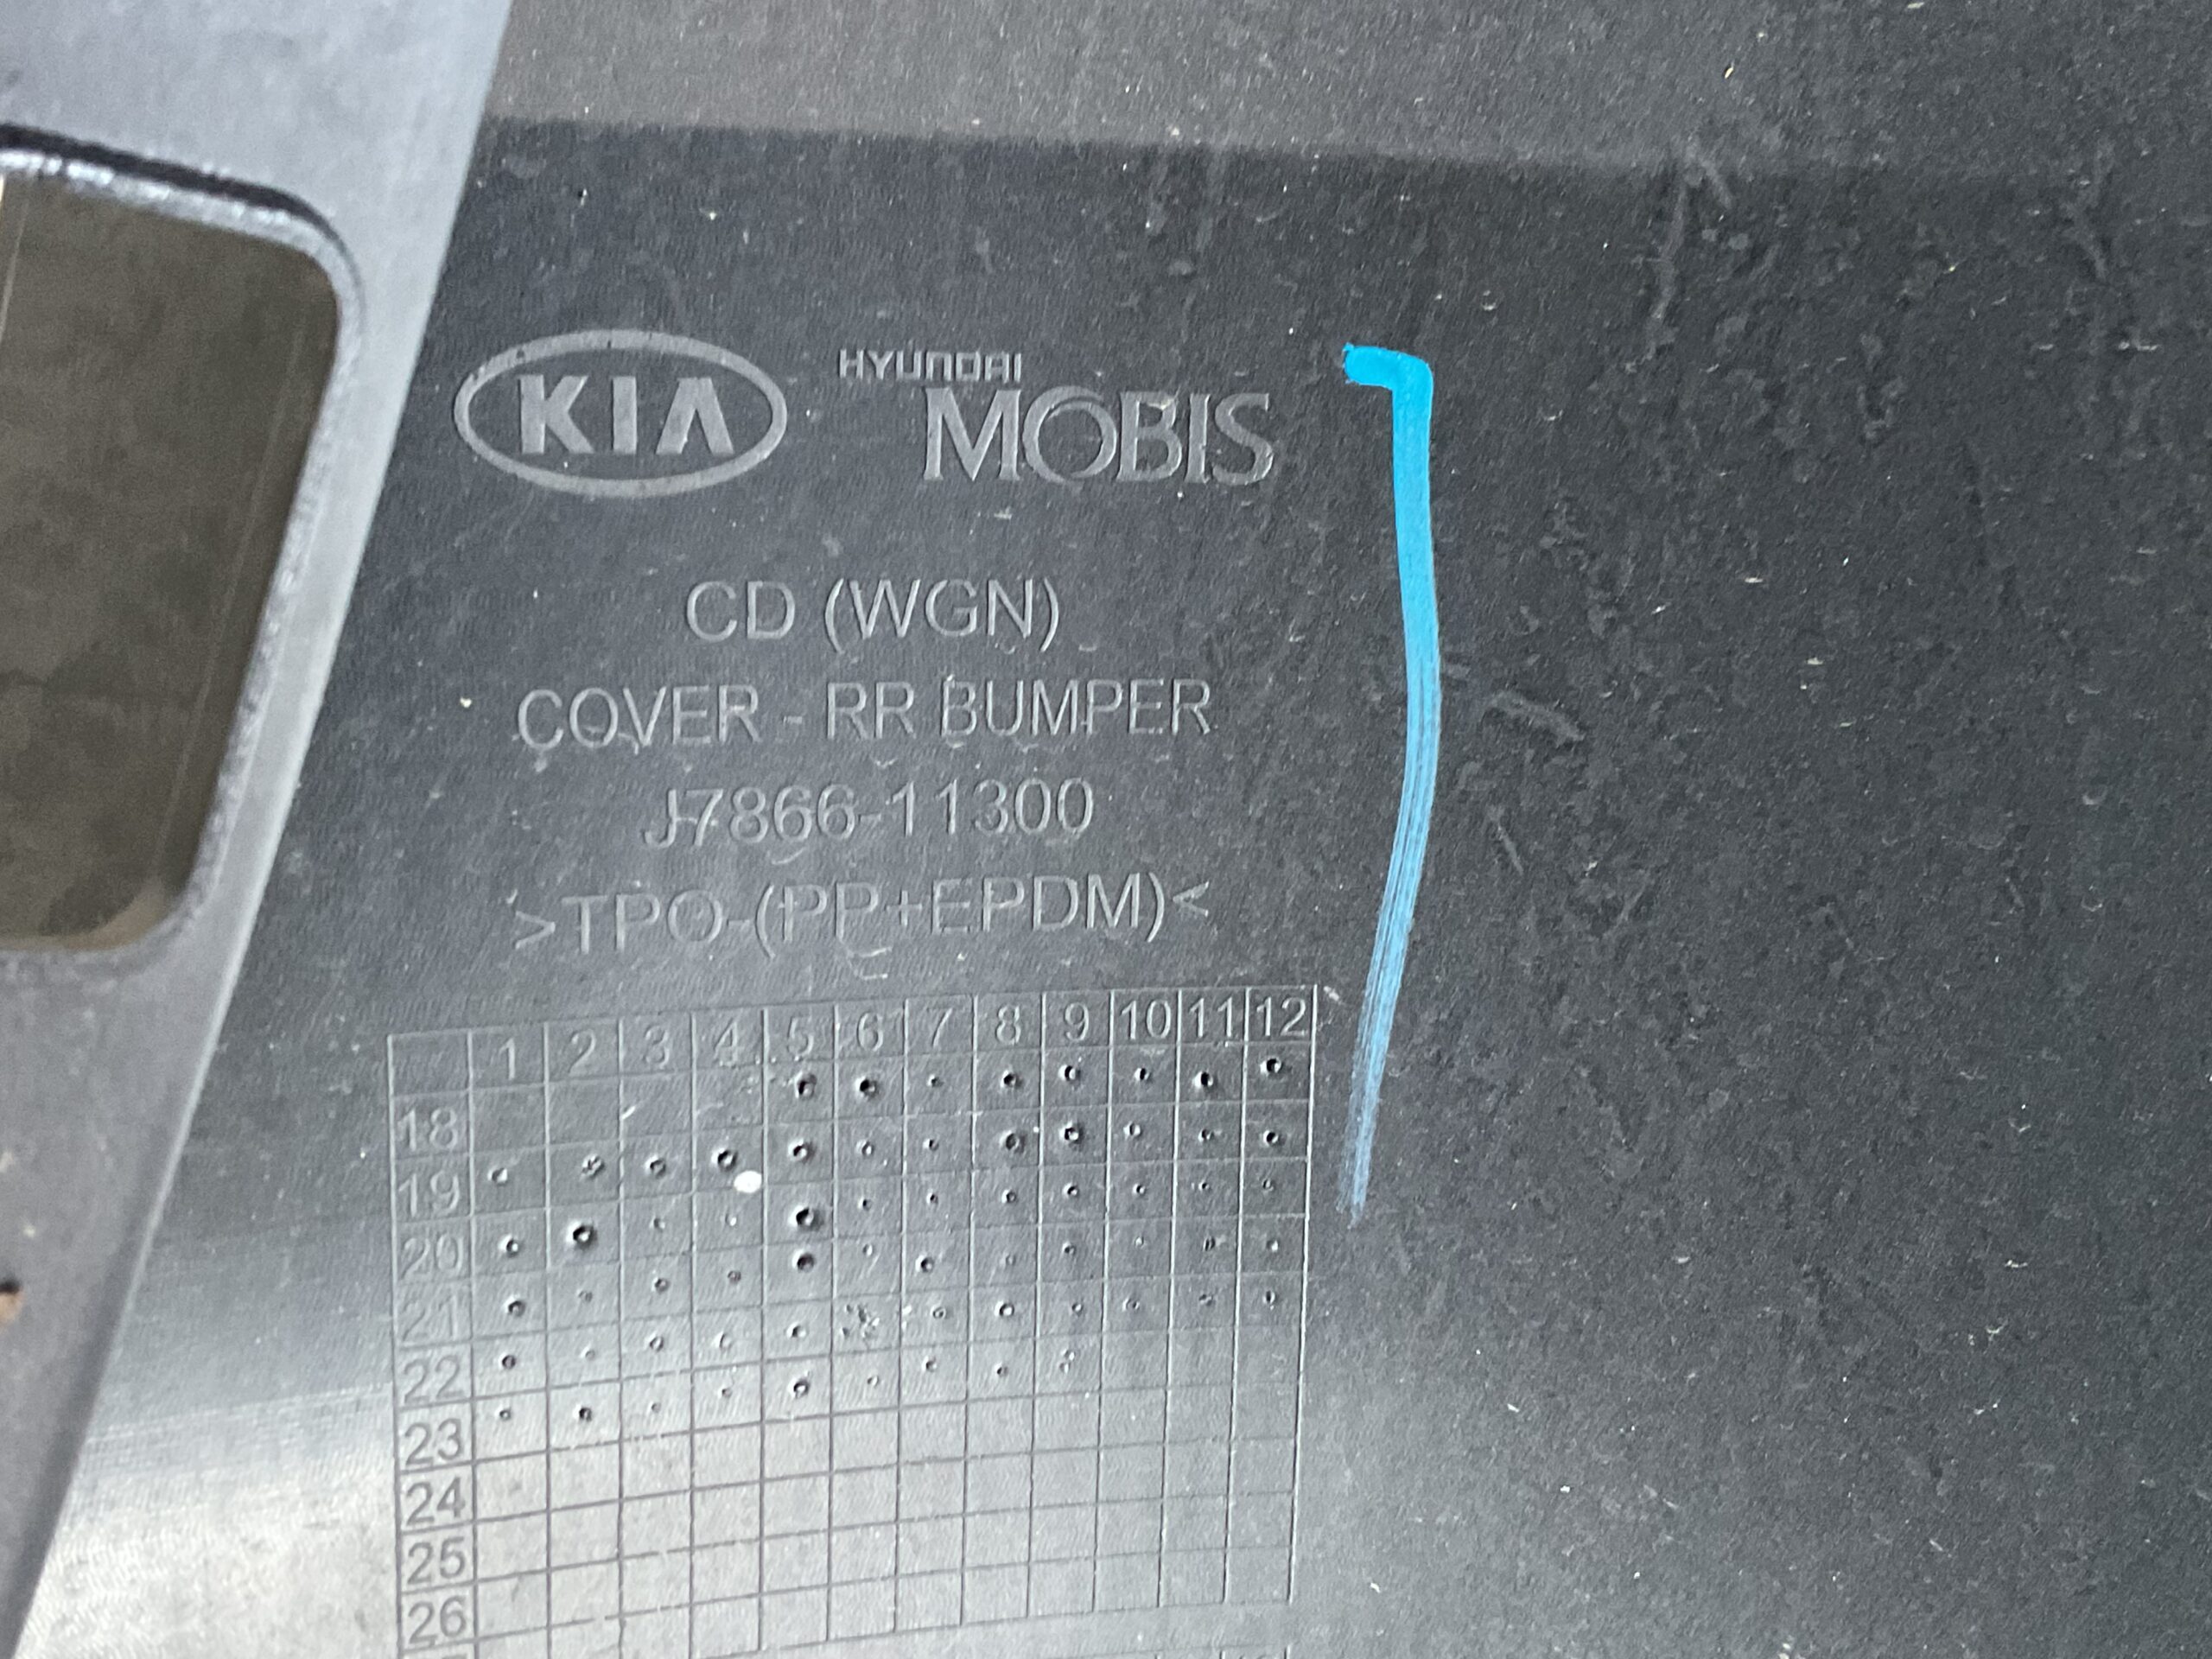 KIA
HYUNDAI
MOBIS
CD (WGN)
COVER - RR BUMPER
J7866-11300
>TPO-(PP+EPDM)<
1 2 3 4 5 6 7 8 9 10 11 12
18
19
20
21
22
23
24
25
26